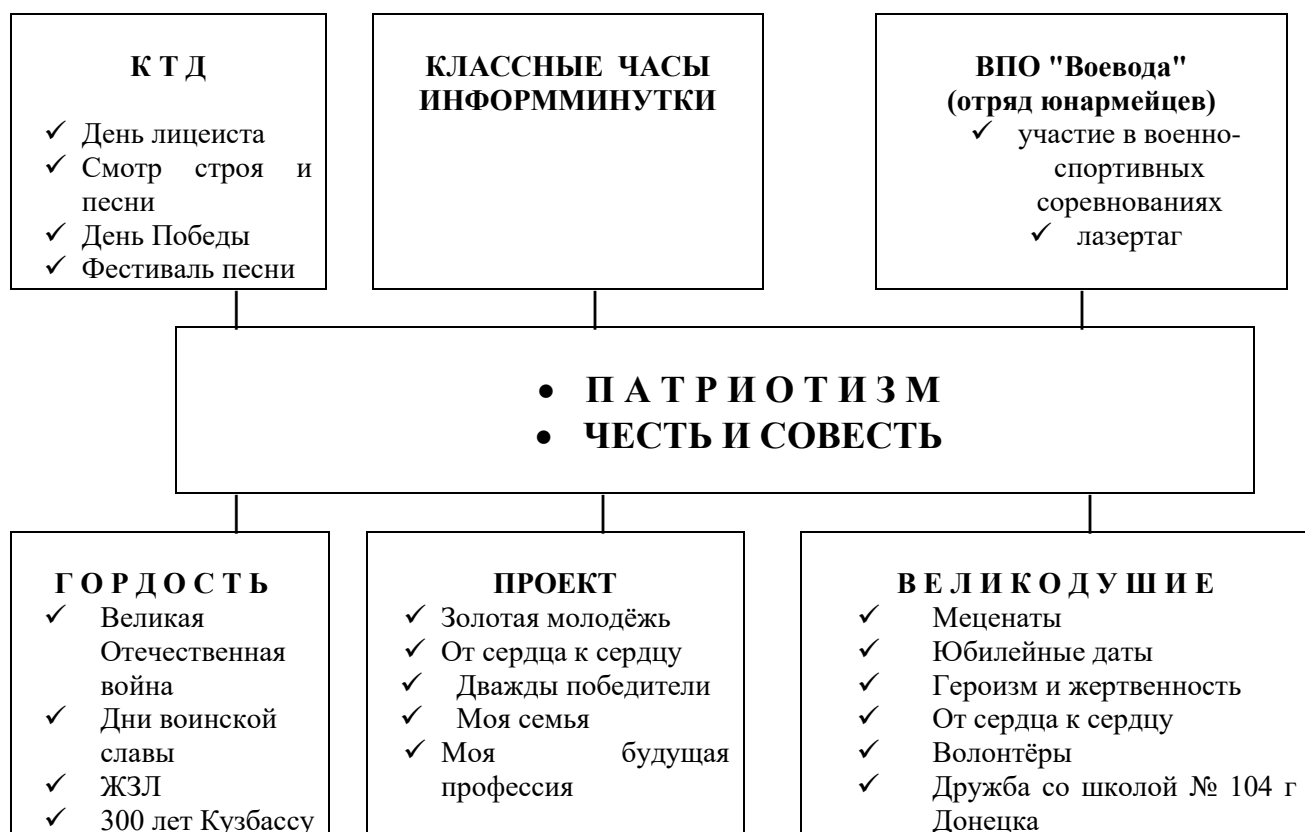 К Т Д
✓ День лицеиста
✓ Смотр строя и
песни
✓ День Победы
✓ Фестиваль песни
КЛАССНЫЕ ЧАСЫ
ИНФОРММИНУТКИ
ВПО "Воевода"
(отряд юнармейцев)
✓ участие в военно-
спортивных
соревнованиях
✓ лазертаг
• П А Т Р И О Т И З М
• ЧЕСТЬ И СОВЕСТЬ
Г О Р Д О С Т Ь
✓ Великая
Отечественная
война
✓ Дни воинской
славы
✓ ЖЗЛ
✓ 300 лет Кузбассу
ПРОЕКТ
✓ Золотая молодёжь
✓ От сердца к сердцу
✓ Дважды победители
✓ Моя семья
✓ Моя будущая
профессия
В Е Л И К О Д У Ш И Е
✓ Меценаты
✓ Юбилейные даты
✓ Героизм и жертвенность
✓ От сердца к сердцу
✓ Волонтёры
✓ Дружба со школой № 104 г
Донецка